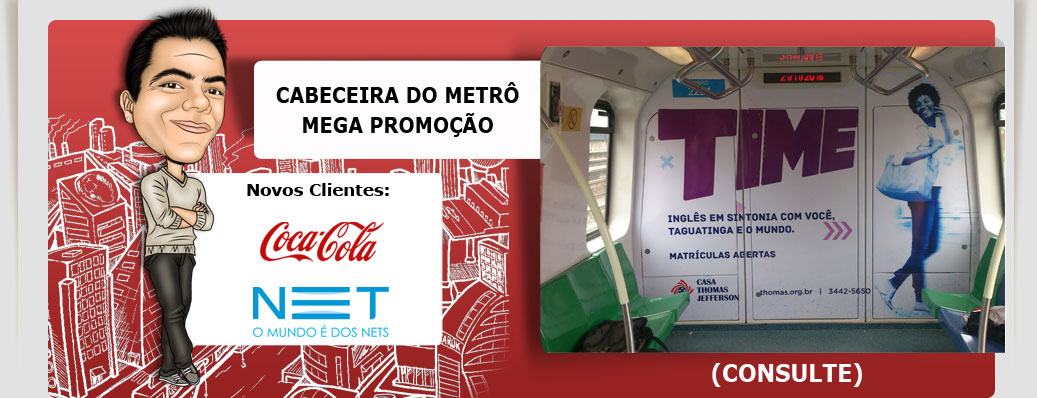 CABECEIRA DO METRÔ
MEGA PROMOÇÃO
Novos Clientes:
Coca-Cola
NET
O MUNDO É DOS NETS
TIME
INGLÊS EM SINTONIA COM VOCÊ,
TAGUATINGA E O MUNDO.
MATRÍCULAS ABERTAS
CASA
THOMAS
JEFFERSON
thomas.org.br | 3442-5650
(CONSULTE)